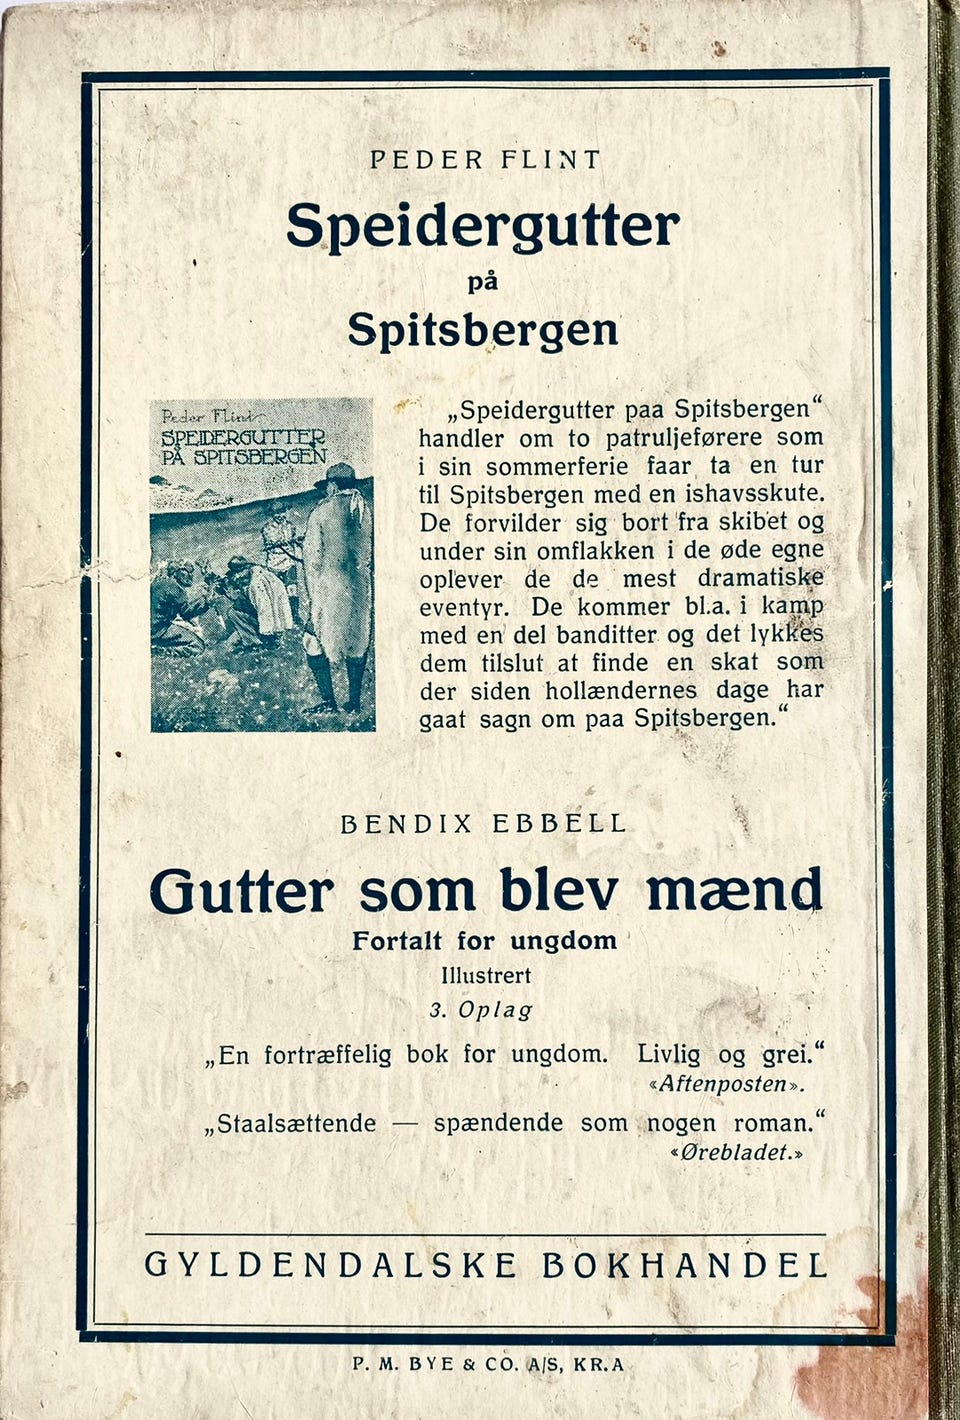 PEDER FLINT
Speidergutter
på
Spitsbergen
Peder Flint
SPEIDERGUTTER
PÅ SPITSBERGEN
„Speidergutter paa Spitsbergen“
handler om to patruljeførere som
i sin sommerferie faar ta en tur
til Spitsbergen med en ishavsskute.
De forvilder sig bort fra skibet og
under sin omflakken i de øde egne
oplever de de mest dramatiske
eventyr. De kommer bl.a. i kamp
med en del banditter og det lykkes
dem tilslut at finde en skat som
der siden hollændernes dage har
gaat sagn om paa Spitsbergen.“
BENDIX EBBELL
Gutter som blev mænd
Fortalt for ungdom
Illustrert
3. Oplag
„En fortræffelig bok for ungdom. Livlig og grei.“
«Aftenposten».
„Staalsættende — spændende som nogen roman.“
«Ørebladet.»
GYLDENDALSKE BOKHANDEL
P. M. BYE & CO. A/S, KR.A